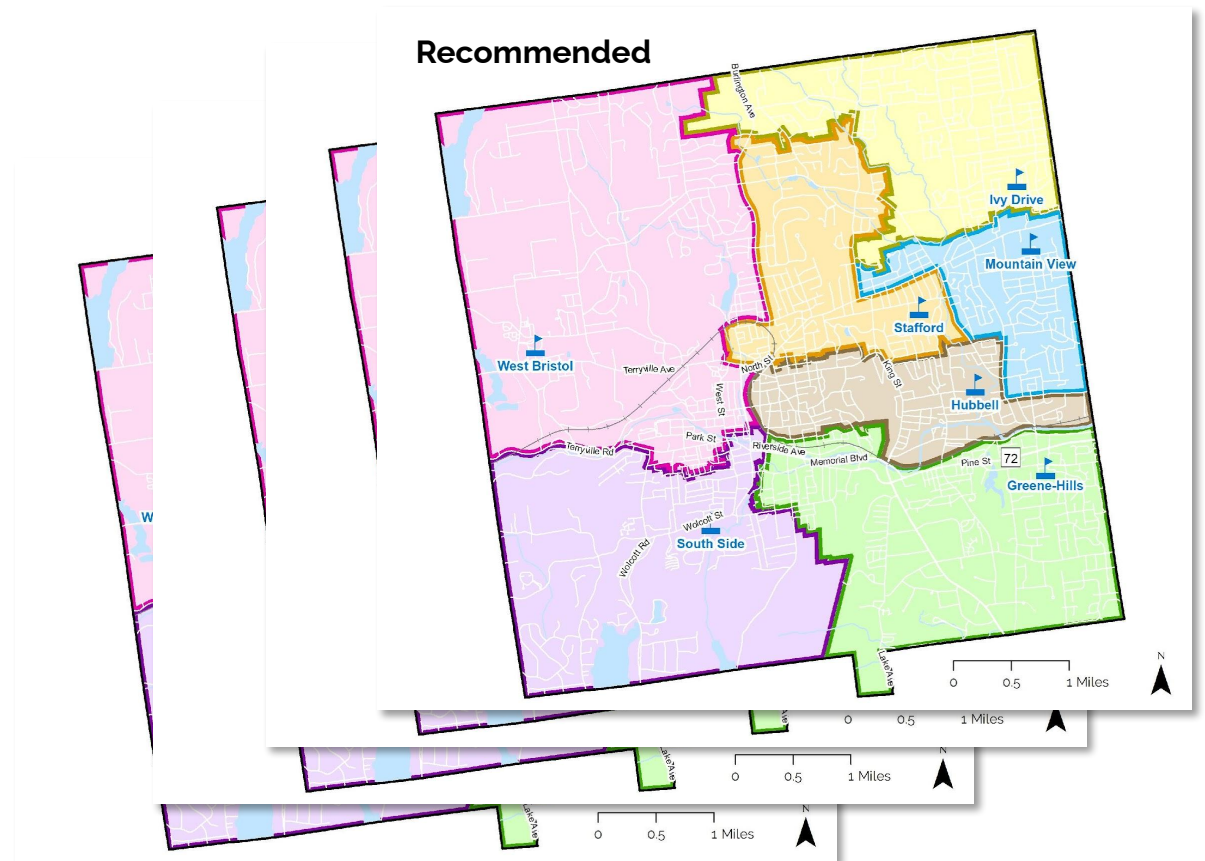 Recommended
Burlington Ave
Ivy Drive
Mountain View
Stafford
West Bristol
Terryville Ave
North St
King St
West St
Hubbell
Park St
Terryville Rd
Riverside Ave
Memorial Blvd
Pine St
72
Greene-Hills
Wolcott St
South Side
Wolcott Rd
Lake Ave
N
0 0.5 1 Miles
W
Ave
0 0.5 1 Miles
N
Lake Ave
0 0.5 1 Miles
N
Lake Ave
0 0.5 1 Miles